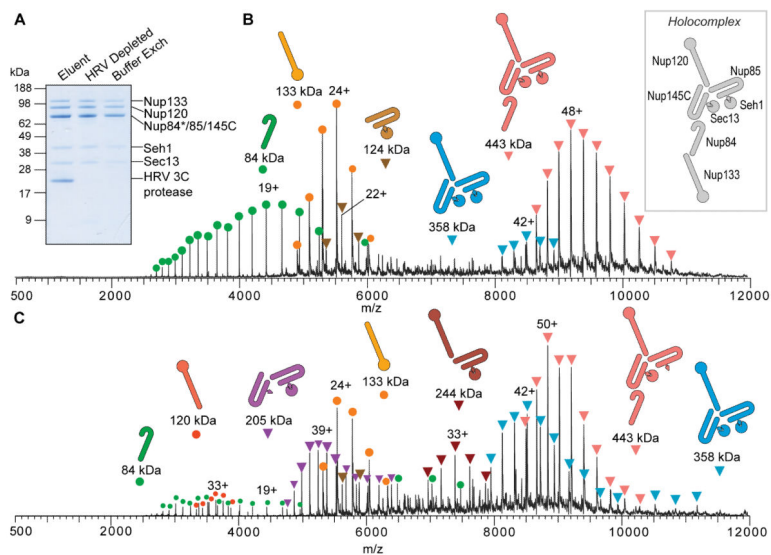 A
B
Eluent
HRV Depleted
Buffer Exch
kDa
188
98
62
49
38
28
17
9
Nup133
Nup120
Nup84*/85/145C
Seh1
Sec13
HRV 3C
protease
84 kDa
19+
133 kDa
24+
124 kDa
22+
358 kDa
42+
443 kDa
48+
Holocomplex
Nup120
Nup85
Nup145C
Seh1
Sec13
Nup84
Nup133
500
2000
4000
6000
8000
10000
12000
m/z
m/z
C
84 kDa
120 kDa
33+
19+
205 kDa
39+
24+
133 kDa
244 kDa
33+
42+
50+
443 kDa
358 kDa
500
2000
4000
6000
8000
10000
12000
m/z
m/z